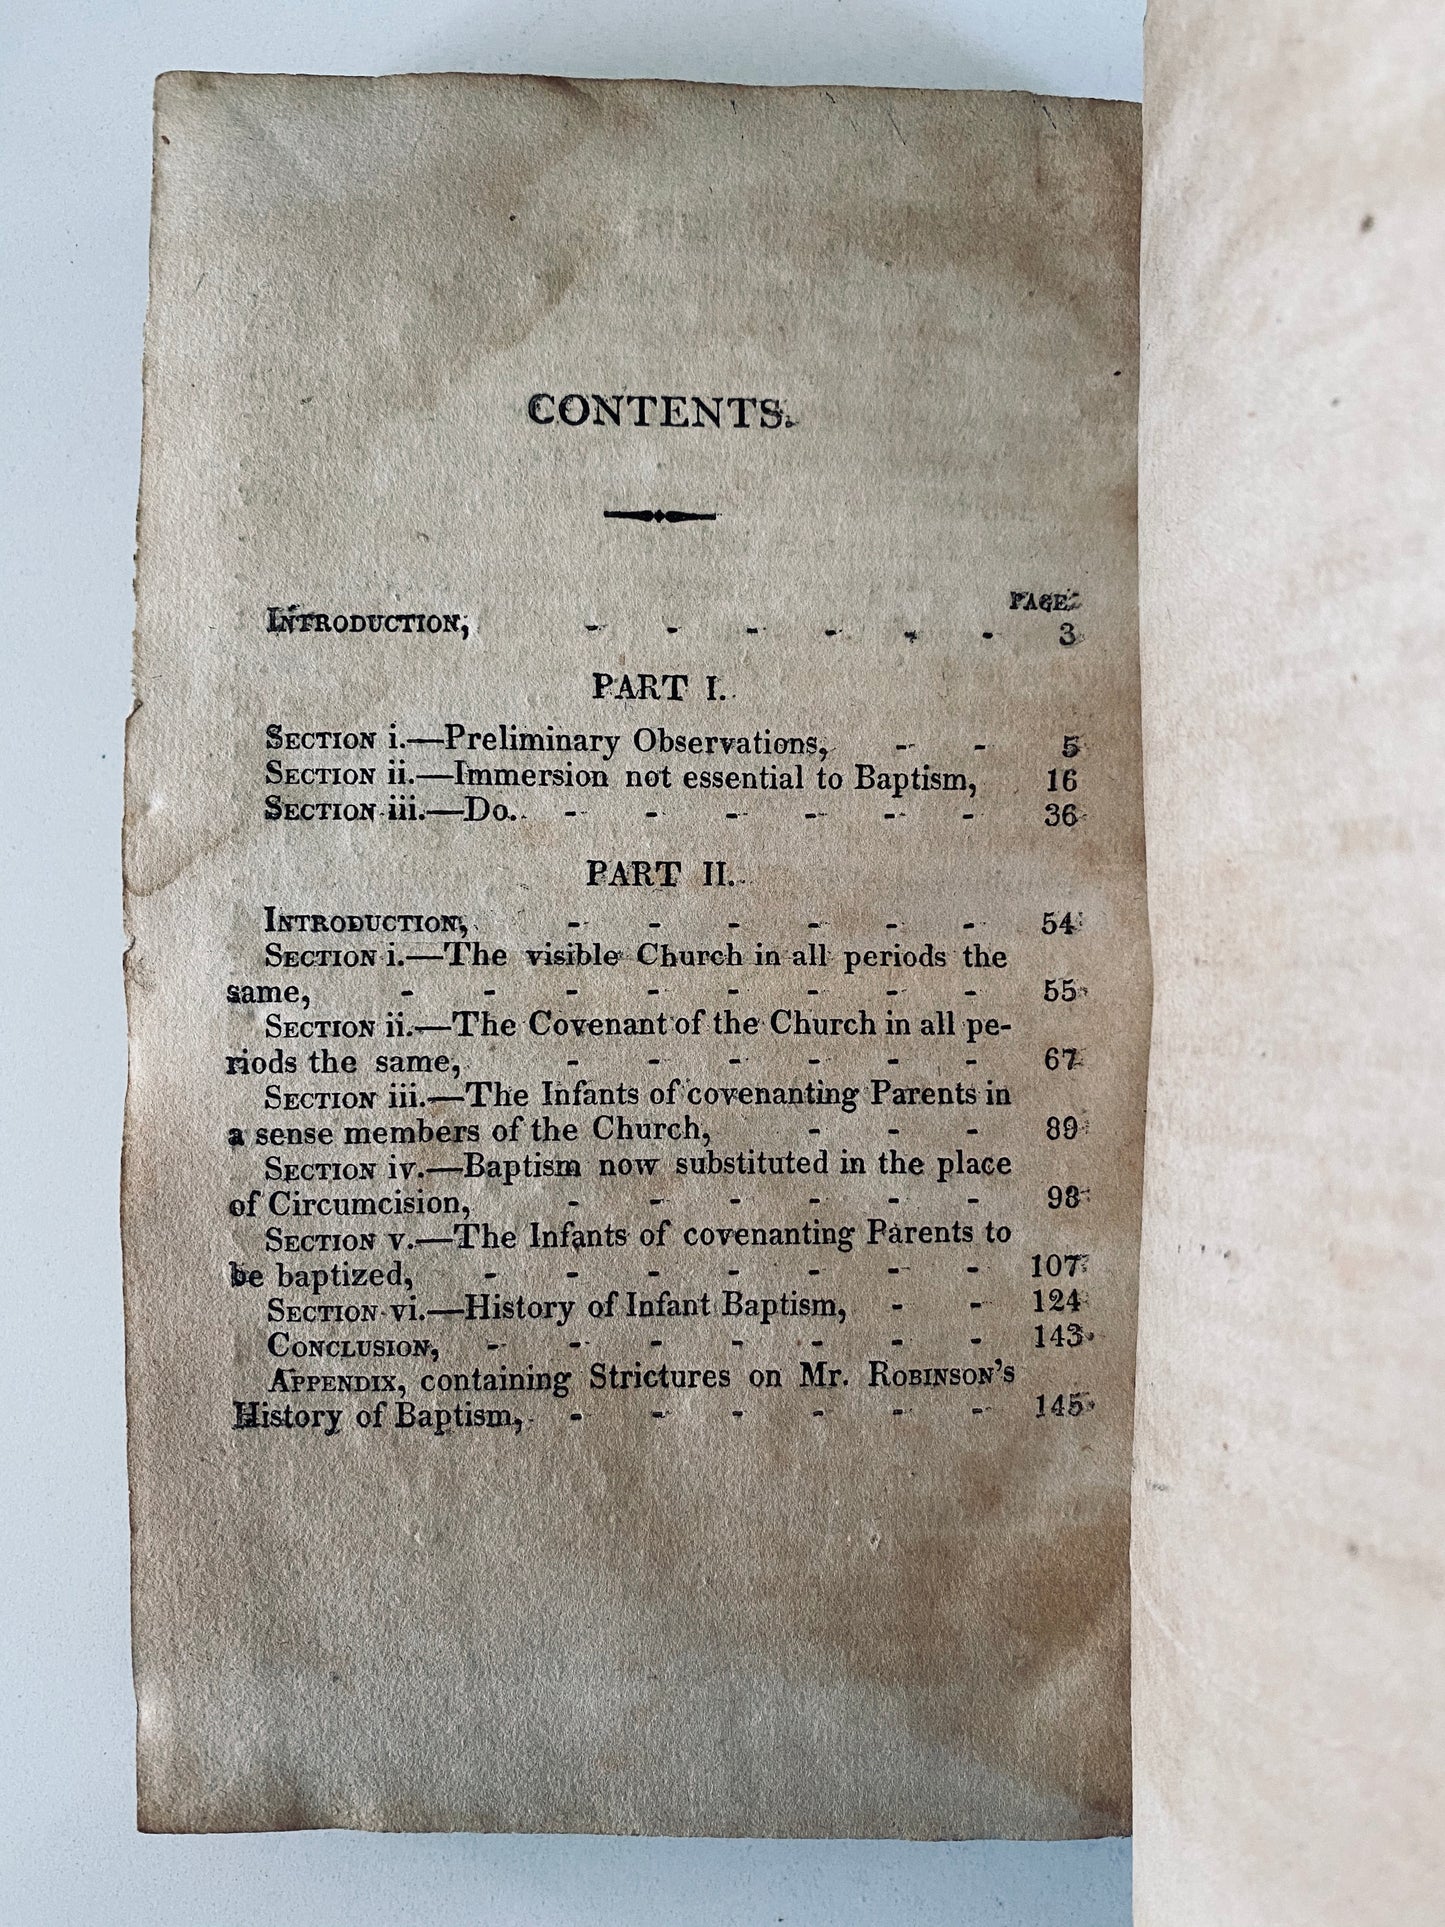 CONTENTS.
PAGE.
INTRODUCTION, - - - - - - 3
PART I.
SECTION i.—Preliminary Observations, - - 5
SECTION ii.—Immersion not essential to Baptism, 16
SECTION iii.—Do. - - - - - - 36
PART II.
INTRODUCTION, - - - - - - 54
SECTION i.—The visible Church in all periods the
same, - - - - - - - - 55
SECTION ii.—The Covenant of the Church in all pe-
riods the same, - - - - - - 67
SECTION iii.—The Infants of covenanting Parents in
a sense members of the Church, - - - 89
SECTION iv.—Baptism now substituted in the place
of Circumcision, - - - - - - 98
SECTION v.—The Infants of covenanting Parents to
be baptized, - - - - - - - 107
SECTION vi.—History of Infant Baptism, - - 124
CONCLUSION, - - - - - - - 143
APPENDIX, containing Strictures on Mr. ROBINSON's
History of Baptism, - - - - - - 145